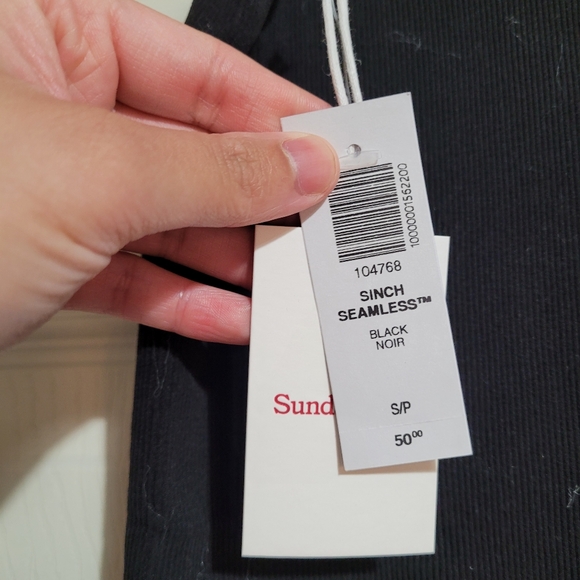 10000001562200
104768
SINCH
SEAMLESS™
BLACK
NOIR
S/P
50⁰⁰
Sund